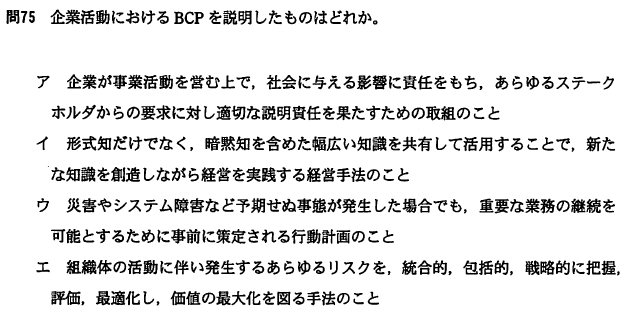 問75 企業活動におけるBCPを説明したものはどれか。
ア 企業が事業活動を営む上で，社会に与える影響に責任をもち，あらゆるステーク
ホルダからの要求に対し適切な説明責任を果たすための取組のこと
イ 形式知だけでなく，暗黙知を含めた幅広い知識を共有して活用することで，新た
な知識を創造しながら経営を実践する経営手法のこと
ウ 災害やシステム障害など予期せぬ事態が発生した場合でも，重要な業務の継続を
可能とするために事前に策定される行動計画のこと
エ 組織体の活動に伴い発生するあらゆるリスクを，統合的，包括的，戦略的に把握，
評価，最適化し，価値の最大化を図る手法のこと